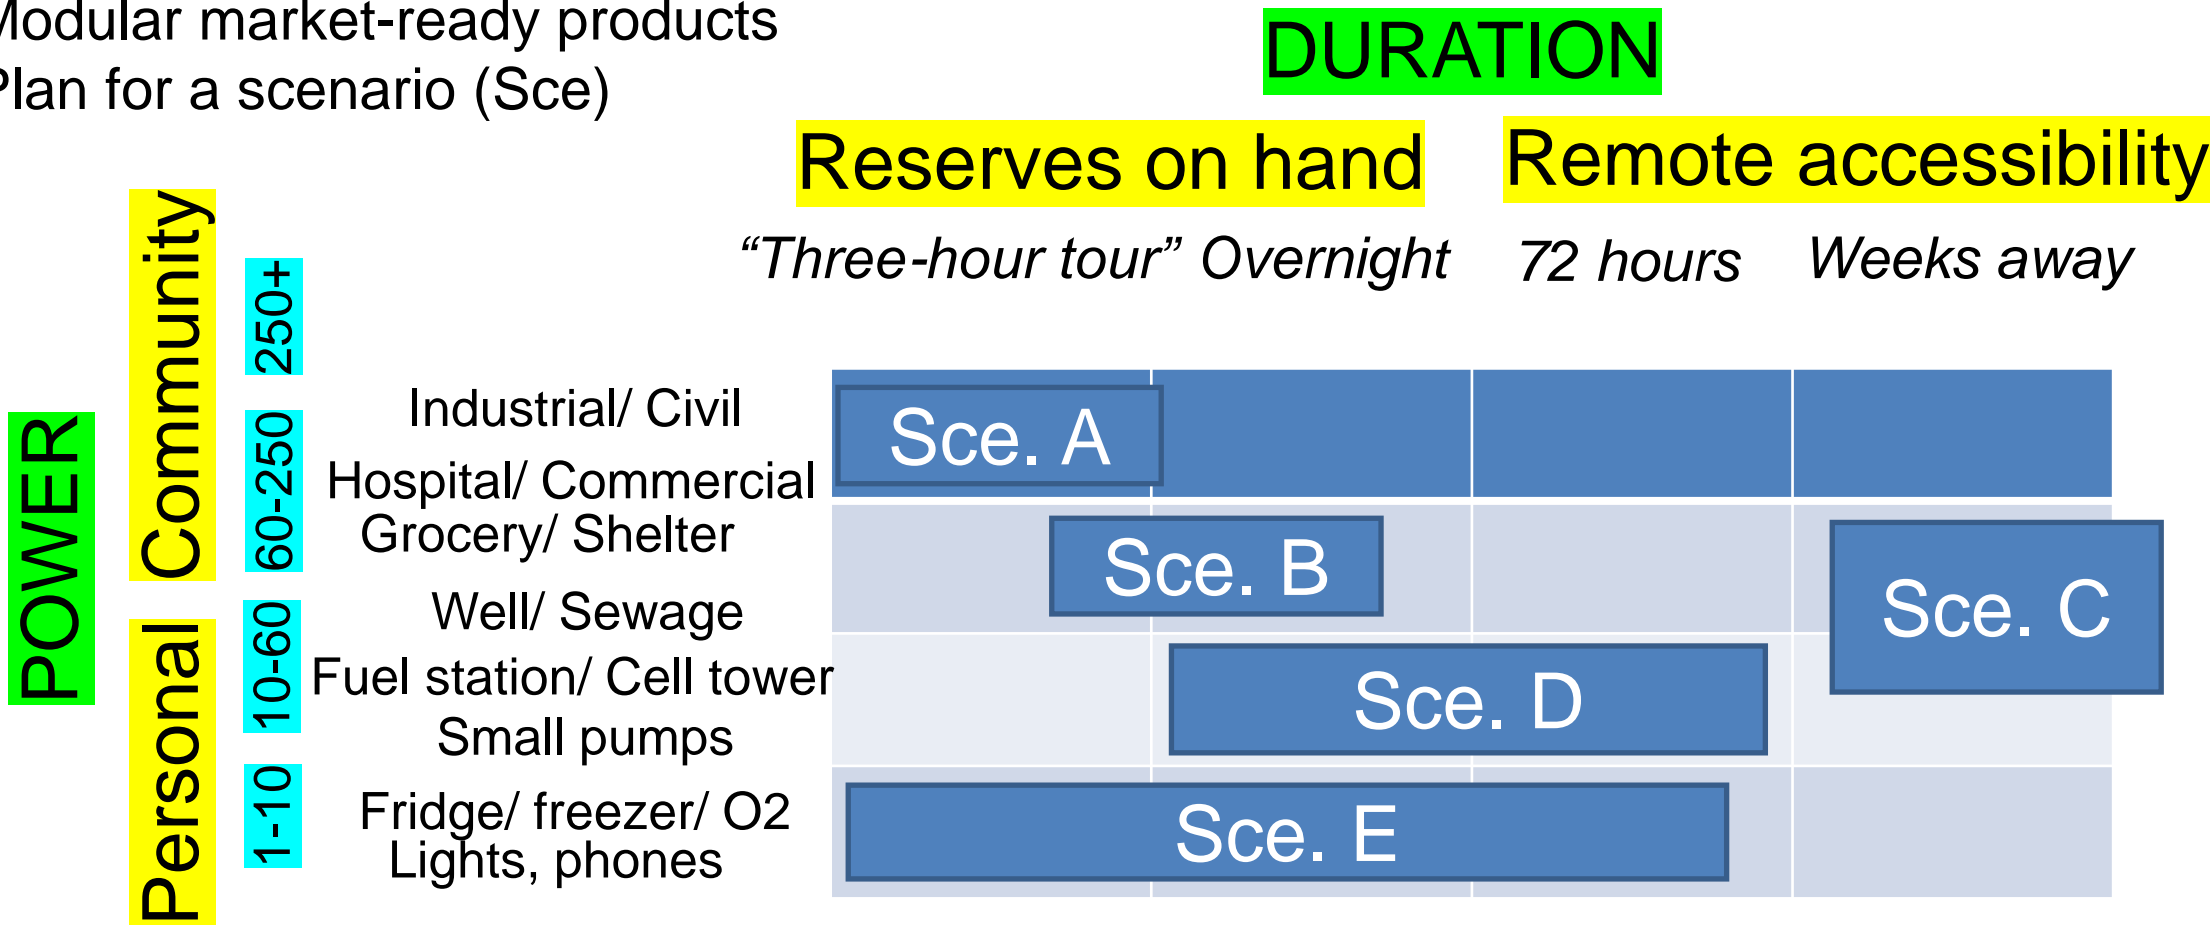 Modular market-ready products
Plan for a scenario (Sce)
DURATION
Reserves on hand
Remote accessibility
“Three-hour tour” Overnight 72 hours Weeks away
POWER
Community
Personal
250+
60-250
10-60
1-10
Industrial/ Civil
Hospital/ Commercial
Grocery/ Shelter
Well/ Sewage
Fuel station/ Cell tower
Small pumps
Fridge/ freezer/ O2
Lights, phones
Sce. A
Sce. B
Sce. C
Sce. D
Sce. E